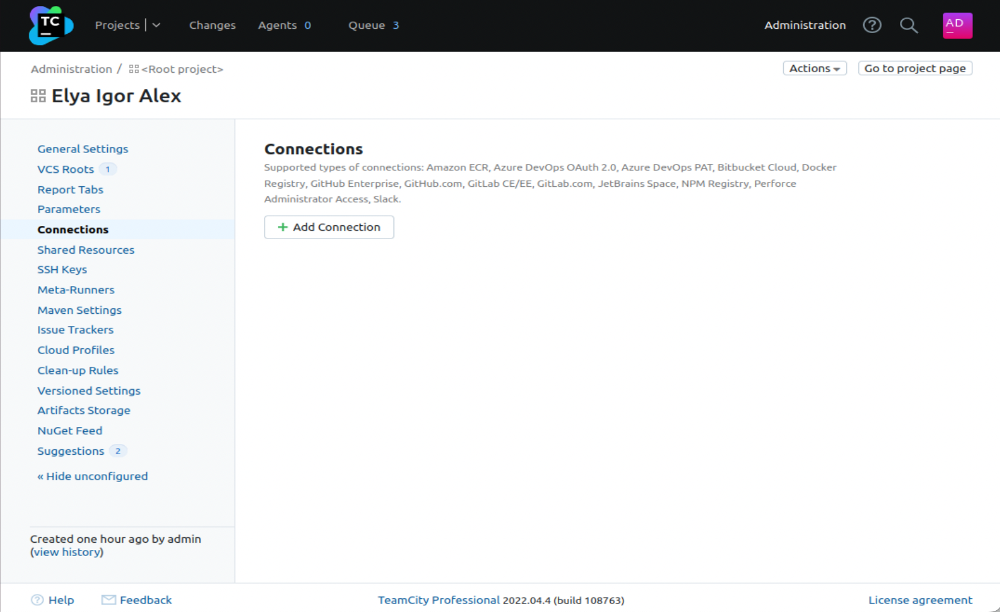 TC
Projects
Changes
Agents 0
Queue 3
Administration
AD
Administration / <Root project>
Actions
Go to project page
Elya Igor Alex
General Settings
VCS Roots 1
Report Tabs
Parameters
Connections
Shared Resources
SSH Keys
Meta-Runners
Maven Settings
Issue Trackers
Cloud Profiles
Clean-up Rules
Versioned Settings
Artifacts Storage
NuGet Feed
Suggestions 2
« Hide unconfigured
Created one hour ago by admin
(view history)
Connections
Supported types of connections: Amazon ECR, Azure DevOps OAuth 2.0, Azure DevOps PAT, Bitbucket Cloud, Docker
Registry, GitHub Enterprise, GitHub.com, GitLab CE/EE, GitLab.com, JetBrains Space, NPM Registry, Perforce
Administrator Access, Slack.
+ Add Connection
Help
Feedback
TeamCity Professional 2022.04.4 (build 108763)
License agreement